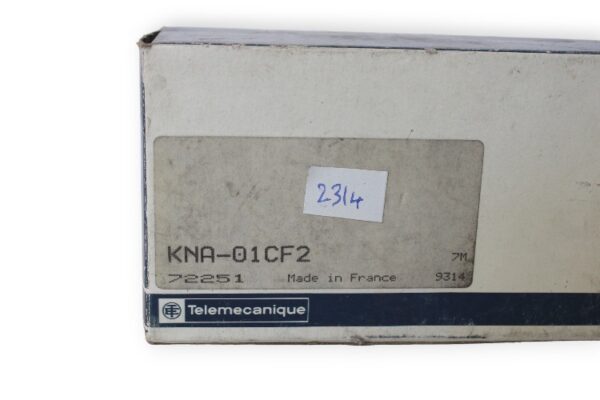 2314
KNA-01CF2 7M
72251 Made in France 9314
Telemecanique